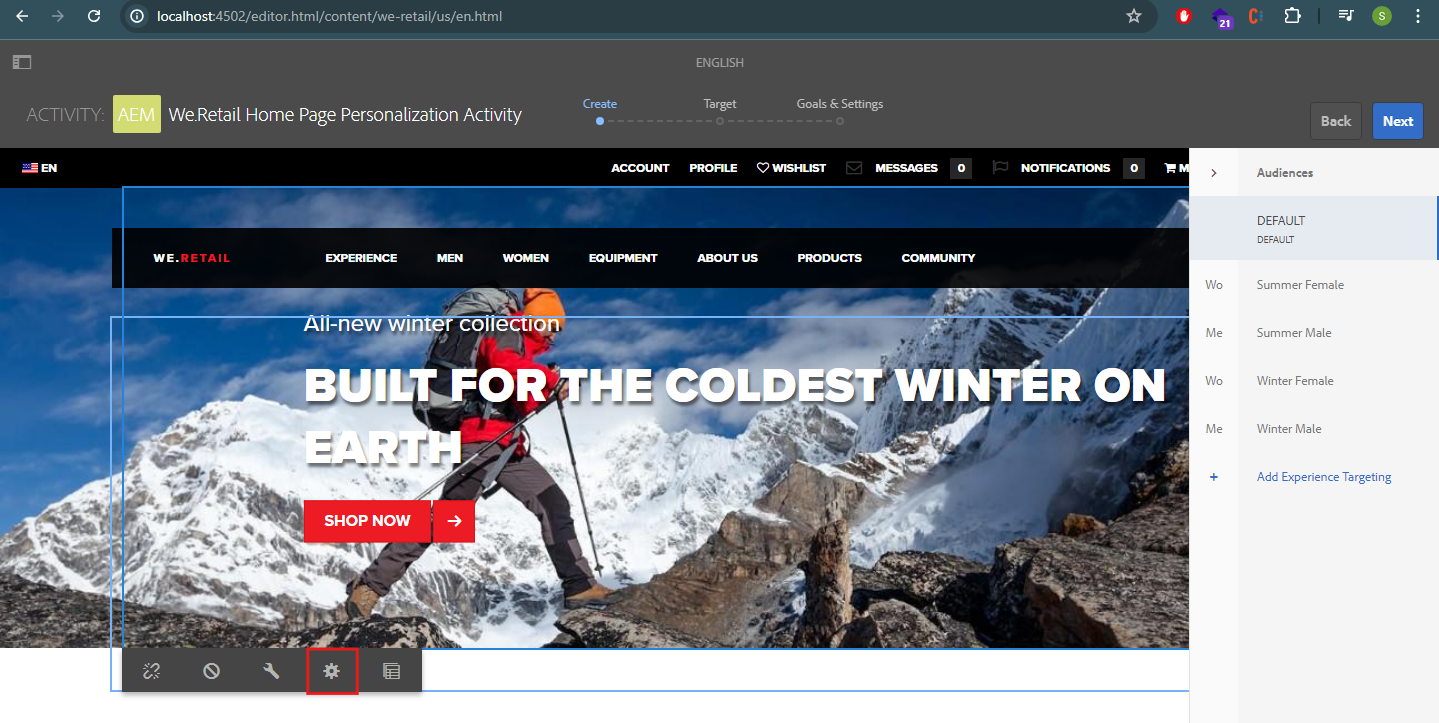 localhost:4502/editor.html/content/we-retail/us/en.html
21
S
ENGLISH
ACTIVITY: AEM We.Retail Home Page Personalization Activity
Create Target Goals & Settings
Back Next
EN ACCOUNT PROFILE WISHLIST MESSAGES 0 NOTIFICATIONS 0 M
WE.RETAIL EXPERIENCE MEN WOMEN EQUIPMENT ABOUT US PRODUCTS COMMUNITY
All-new winter collection
BUILT FOR THE COLDEST WINTER ON
EARTH
SHOP NOW
Audiences
DEFAULT
DEFAULT
Wo Summer Female
Me Summer Male
Wo Winter Female
Me Winter Male
+ Add Experience Targeting